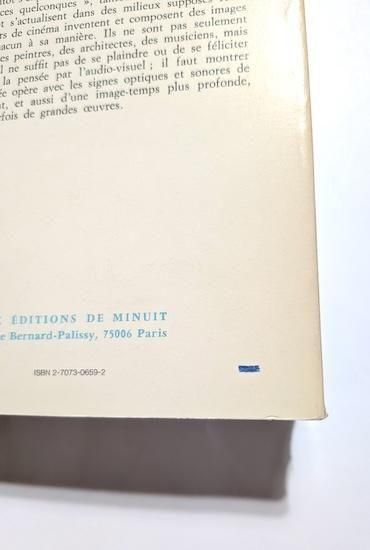 ces quelconques »,
s'actualisent dans des milieux supposés
rs de cinéma inventent et composent des images
acun à sa manière. Ils ne sont pas seulement
es peintres, des architectes, des musiciens, mais
l ne suffit pas de se plaindre ou de se féliciter
la pensée par l'audio-visuel ; il faut montrer
ée opère avec les signes optiques et sonores de
t, et aussi d'une image-temps plus profonde,
fois de grandes œuvres.
ÉDITIONS DE MINUIT
e Bernard-Palissy, 75006 Paris
ISBN 2-7073-0659-2